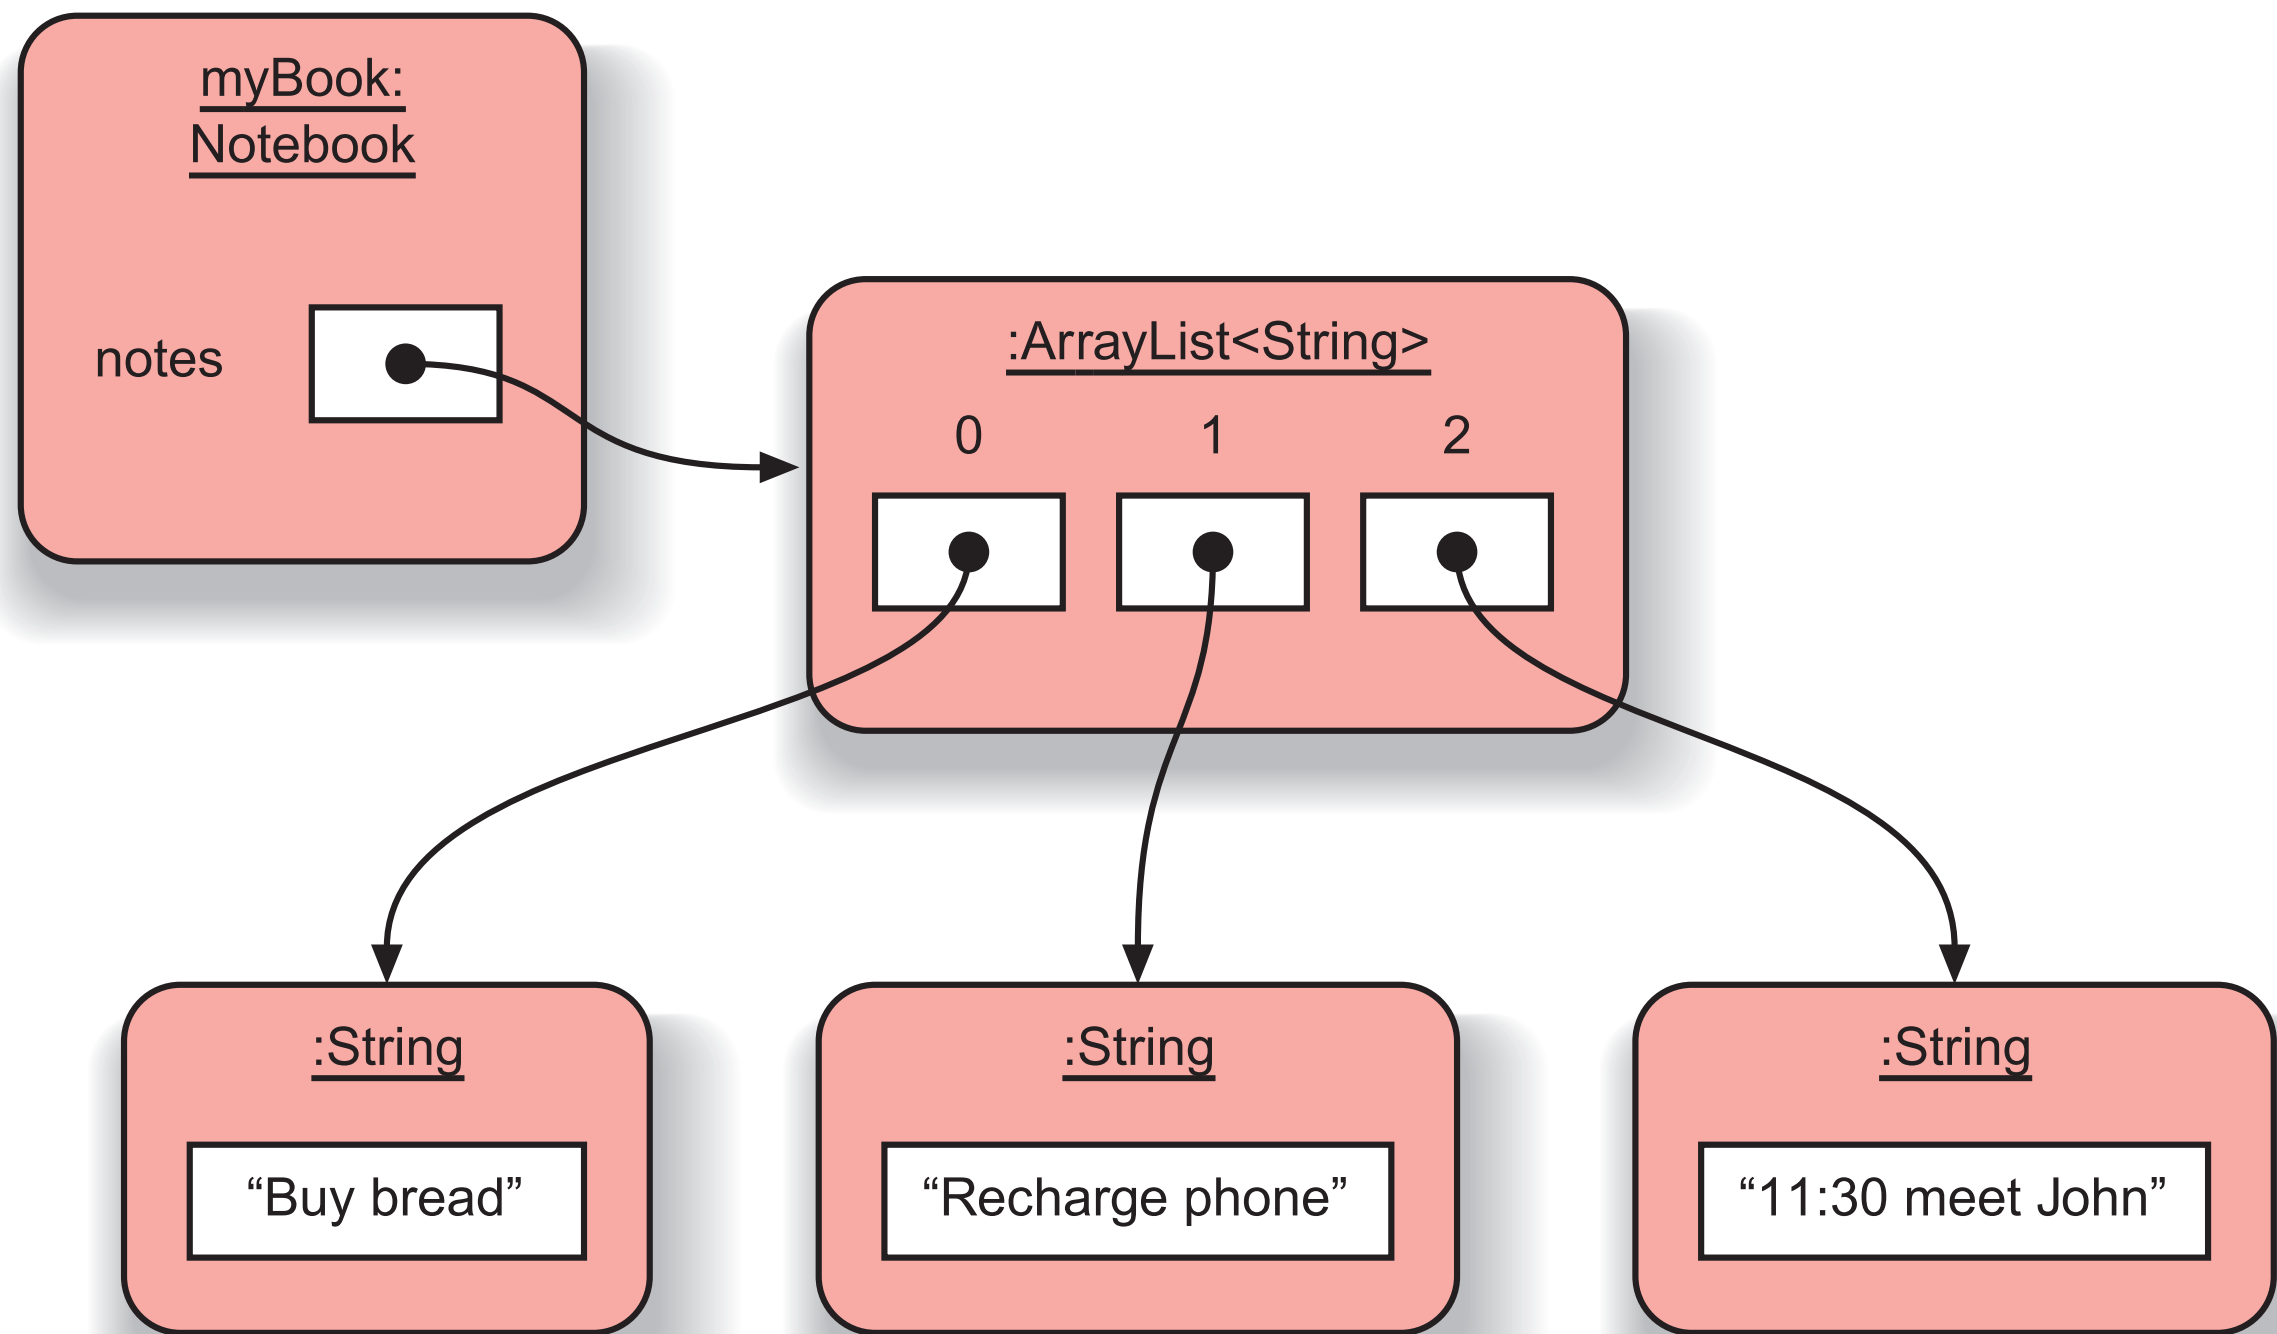 myBook:
Notebook
notes
:ArrayList<String>
0 1 2
:String
“Buy bread”
:String
“Recharge phone”
:String
“11:30 meet John”